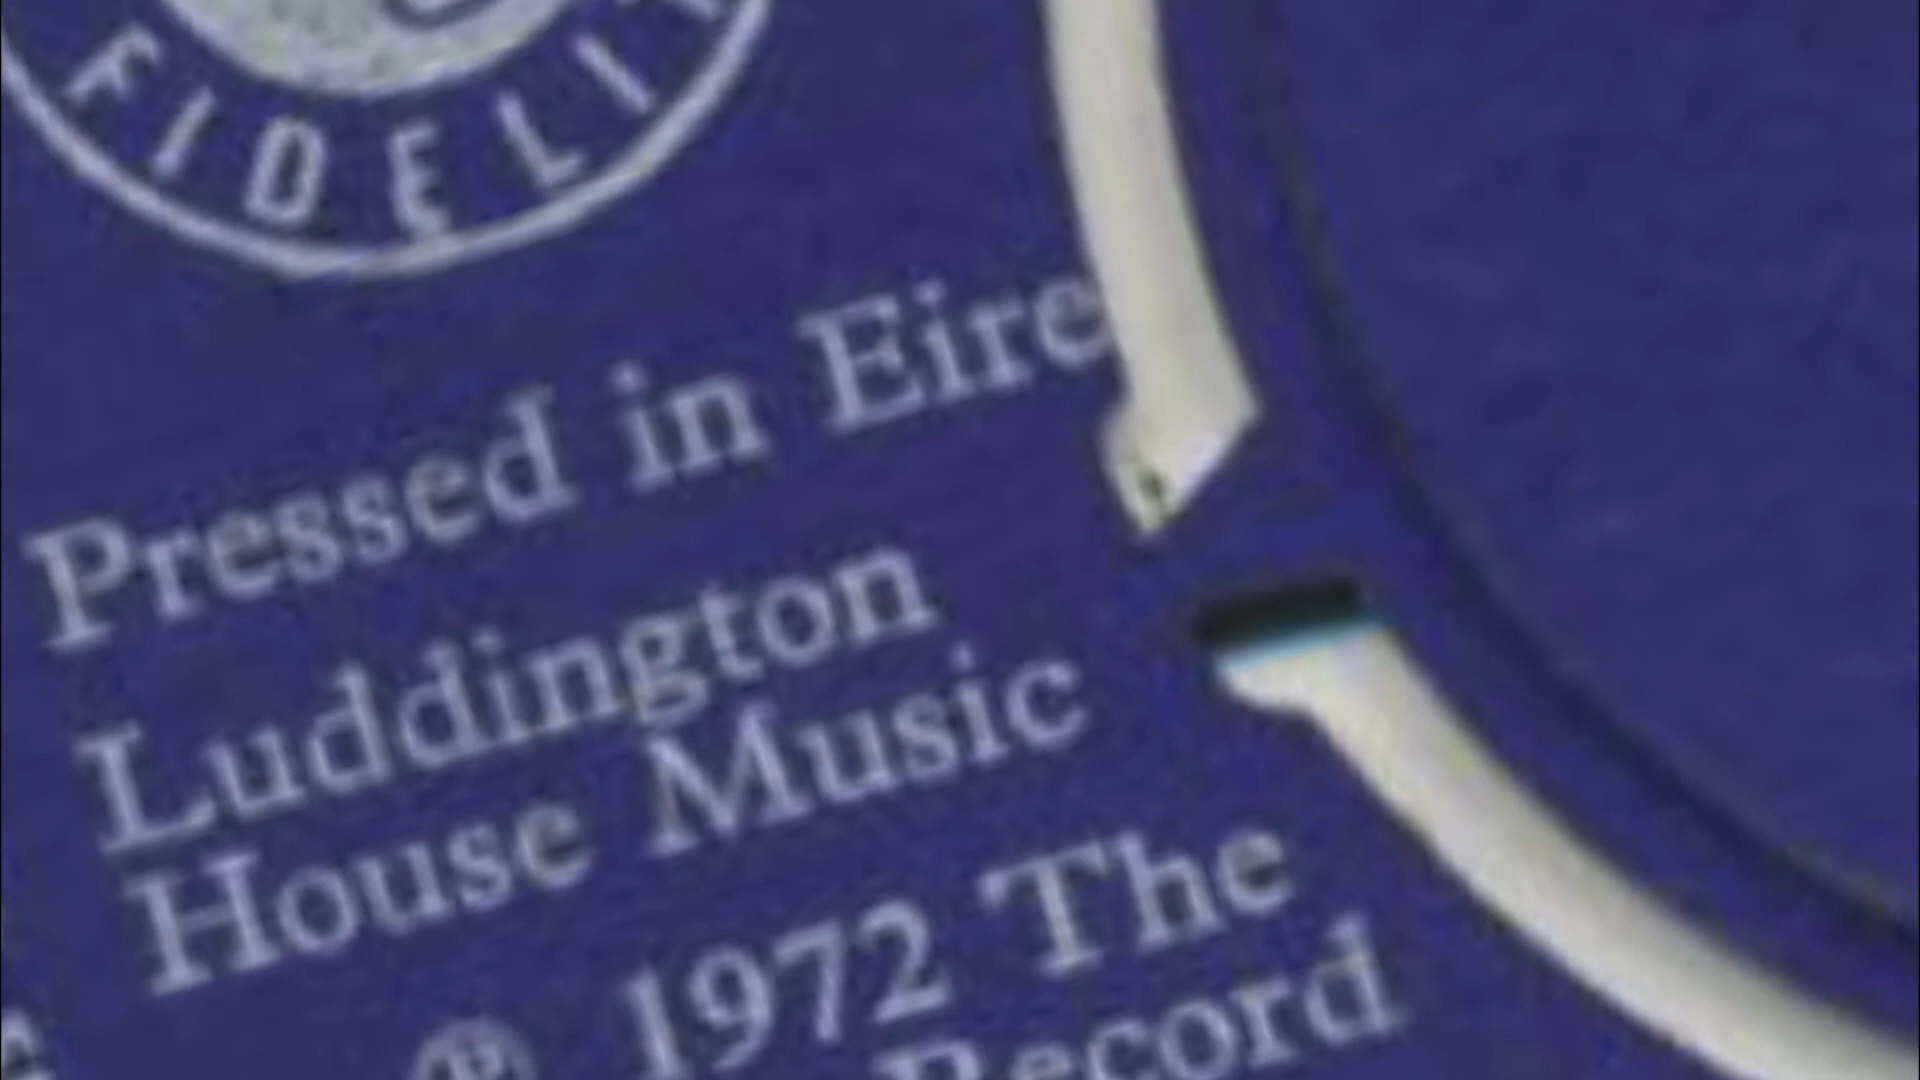 FIDELI
Pressed in Eire
Luddington
House Music
℗ 1972 The
Record